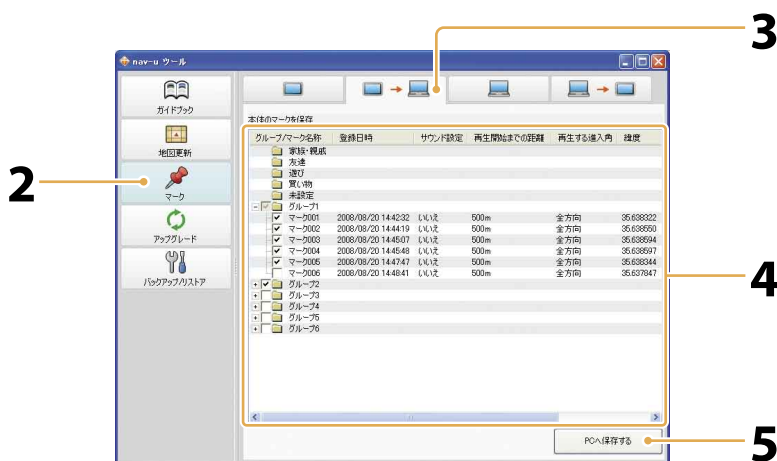 3
nav-u ツール
ガイドブック
地図更新
2
マーク
アップグレード
バックアップ/リストア
本体のマークを保存
グループ/マーク名称 登録日時 サウンド設定 再生開始までの距離 再生する進入角 緯度
家族・親戚
友達
遊び
買い物
未設定
グループ1
マーク001 2008/08/20 14:42:32 いいえ 500m 全方向 35.638322
マーク002 2008/08/20 14:44:19 いいえ 500m 全方向 35.638550
マーク003 2008/08/20 14:45:07 いいえ 500m 全方向 35.638594
マーク004 2008/08/20 14:45:48 いいえ 500m 全方向 35.638597
マーク005 2008/08/20 14:47:47 いいえ 500m 全方向 35.638344
マーク006 2008/08/20 14:48:41 いいえ 500m 全方向 35.637847
グループ2
グループ3
グループ4
グループ5
グループ6
4
PCへ保存する
5